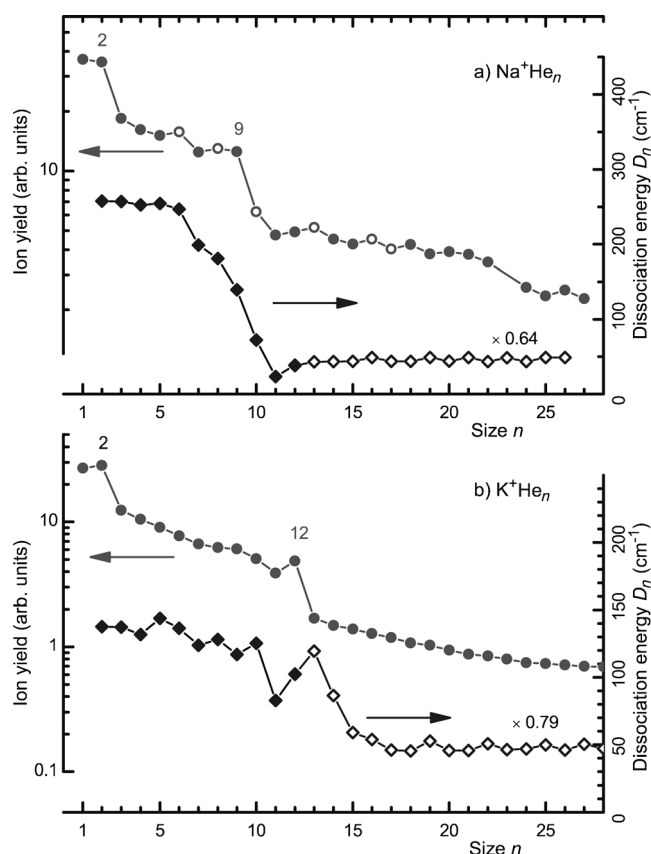 2
a) Na⁺Heₙ
9
10
Ion yield (arb. units)
400
300
200
100
0
Dissociation energy Dₙ (cm⁻¹)
× 0.64
1 5 10 15 20 25
Size n
2
b) K⁺Heₙ
12
10
1
0.1
Ion yield (arb. units)
200
150
100
50
0
Dissociation energy Dₙ (cm⁻¹)
× 0.79
1 5 10 15 20 25
Size n